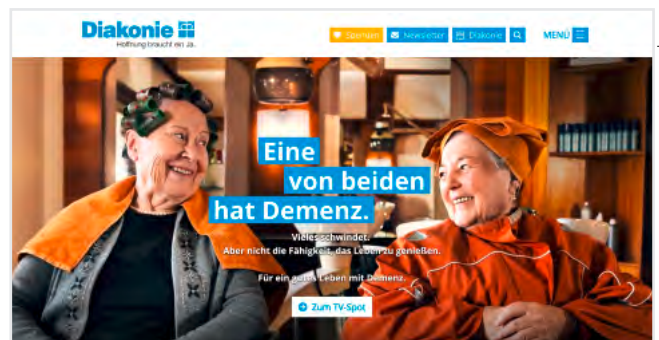 Diakonie
Hoffnung braucht ein Ja.
Spenden
Newsletter
Diakonie
MENÜ
Eine
von beiden
hat Demenz.
Vieles schwindet.
Aber nicht die Fähigkeit, das Leben zu genießen.
Für ein gutes Leben mit Demenz.
Zum TV-Spot